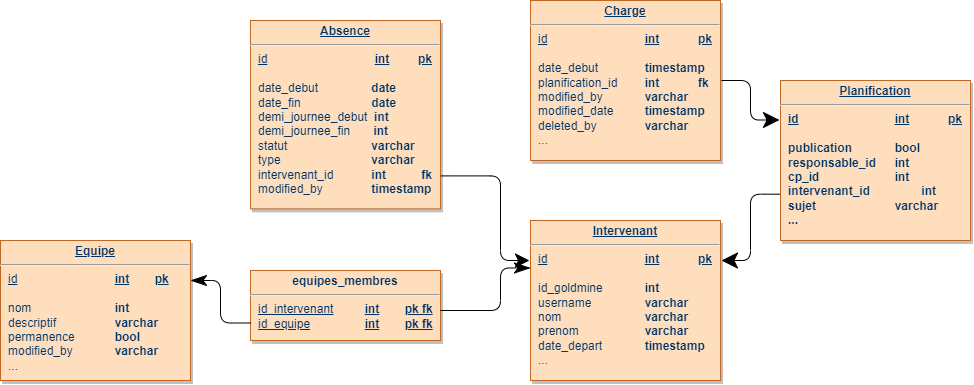 Absence
id int pk
date_debut date
date_fin date
demi_journee_debut int
demi_journee_fin int
statut varchar
type varchar
intervenant_id int fk
modified_by timestamp
Charge
id int pk
date_debut timestamp
planification_id int fk
modified_by varchar
modified_date timestamp
deleted_by varchar
...
Planification
id int pk
publication bool
responsable_id int
cp_id int
intervenant_id int
sujet varchar
...
Equipe
id int pk
nom int
descriptif varchar
permanence bool
modified_by varchar
...
equipes_membres
id_intervenant int pk fk
id_equipe int pk fk
Intervenant
id int pk
id_goldmine int
username varchar
nom varchar
prenom varchar
date_depart timestamp
...